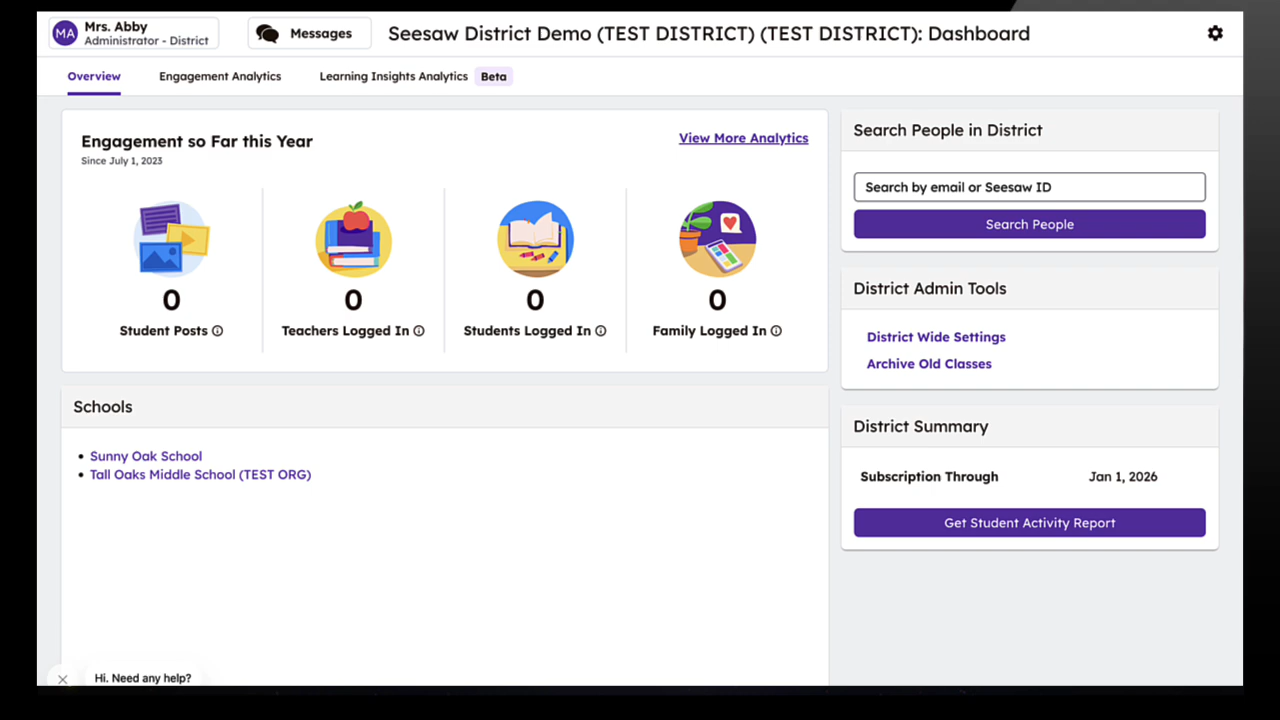 MA
Mrs. Abby
Administrator - District
Messages
Seesaw District Demo (TEST DISTRICT) (TEST DISTRICT): Dashboard
Overview
Engagement Analytics
Learning Insights Analytics
Beta
Engagement so Far this Year
Since July 1, 2023
View More Analytics
0
Student Posts
0
Teachers Logged In
0
Students Logged In
0
Family Logged In
Schools
• Sunny Oak School
• Tall Oaks Middle School (TEST ORG)
Search People in District
Search by email or Seesaw ID
Search People
District Admin Tools
District Wide Settings
Archive Old Classes
District Summary
Subscription Through Jan 1, 2026
Get Student Activity Report
Hi. Need any help?